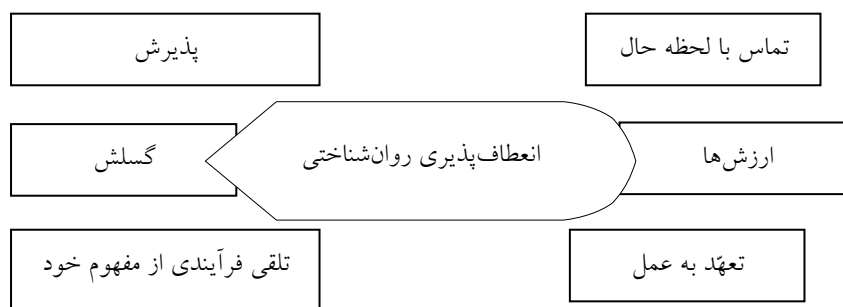 تماس با لحظه حال
پذیرش
ارزش‌ها
انعطاف‌پذیری روان‌شناختی
گسلش
تعهّد به عمل
تلقی فرآیندی از مفهوم خود